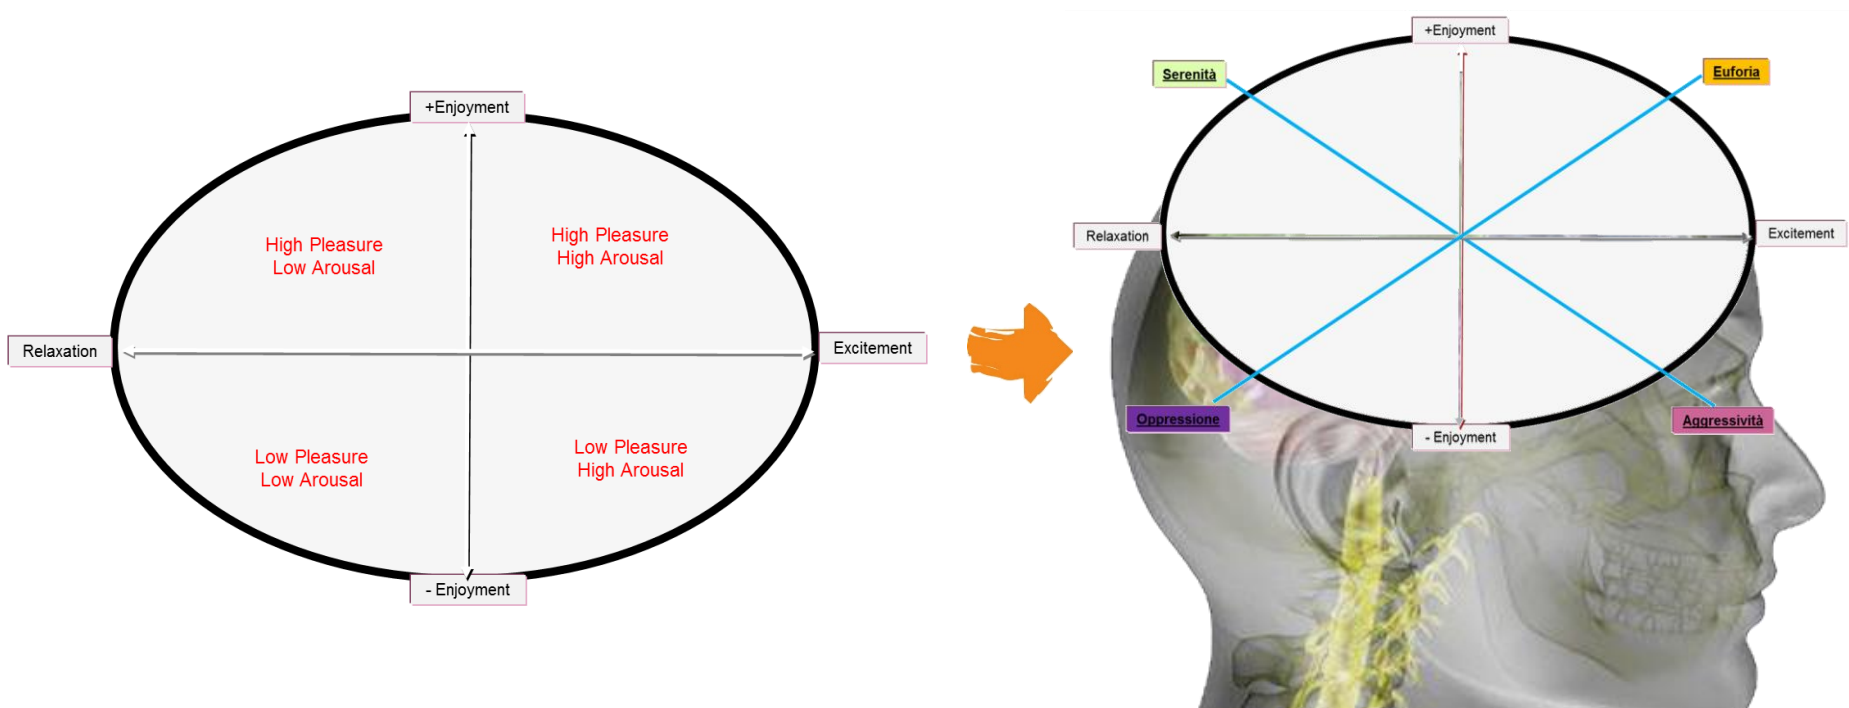 +Enjoyment
High Pleasure
Low Arousal
High Pleasure
High Arousal
Relaxation
Excitement
Low Pleasure
Low Arousal
Low Pleasure
High Arousal
- Enjoyment
+Enjoyment
Serenità
Euforia
Relaxation
Excitement
Oppressione
Aggressività
- Enjoyment